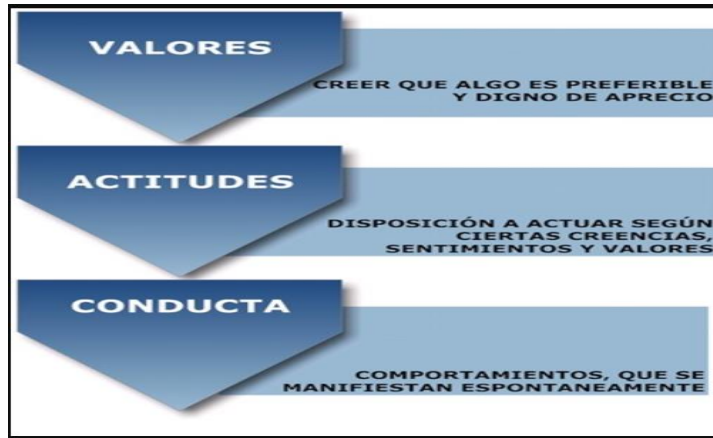 VALORES
CREER QUE ALGO ES PREFERIBLE
Y DIGNO DE APRECIO
ACTITUDES
DISPOSICIÓN A ACTUAR SEGÚN
CIERTAS CREENCIAS,
SENTIMIENTOS Y VALORES
CONDUCTA
COMPORTAMIENTOS, QUE SE
MANIFIESTAN ESPONTANEAMENTE